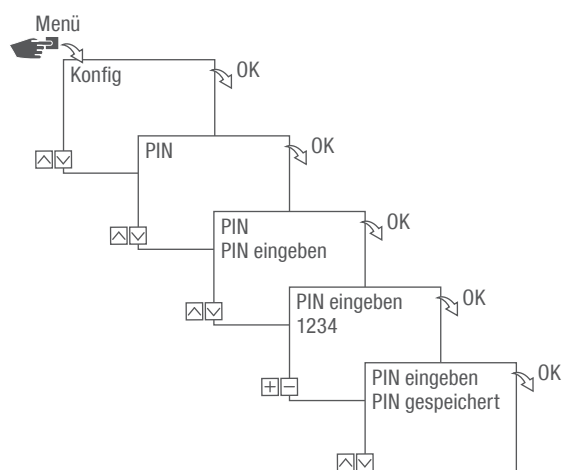 Menü
Konfig
OK
PIN
OK
PIN
PIN eingeben
OK
PIN eingeben
1234
OK
PIN eingeben
PIN gespeichert
OK